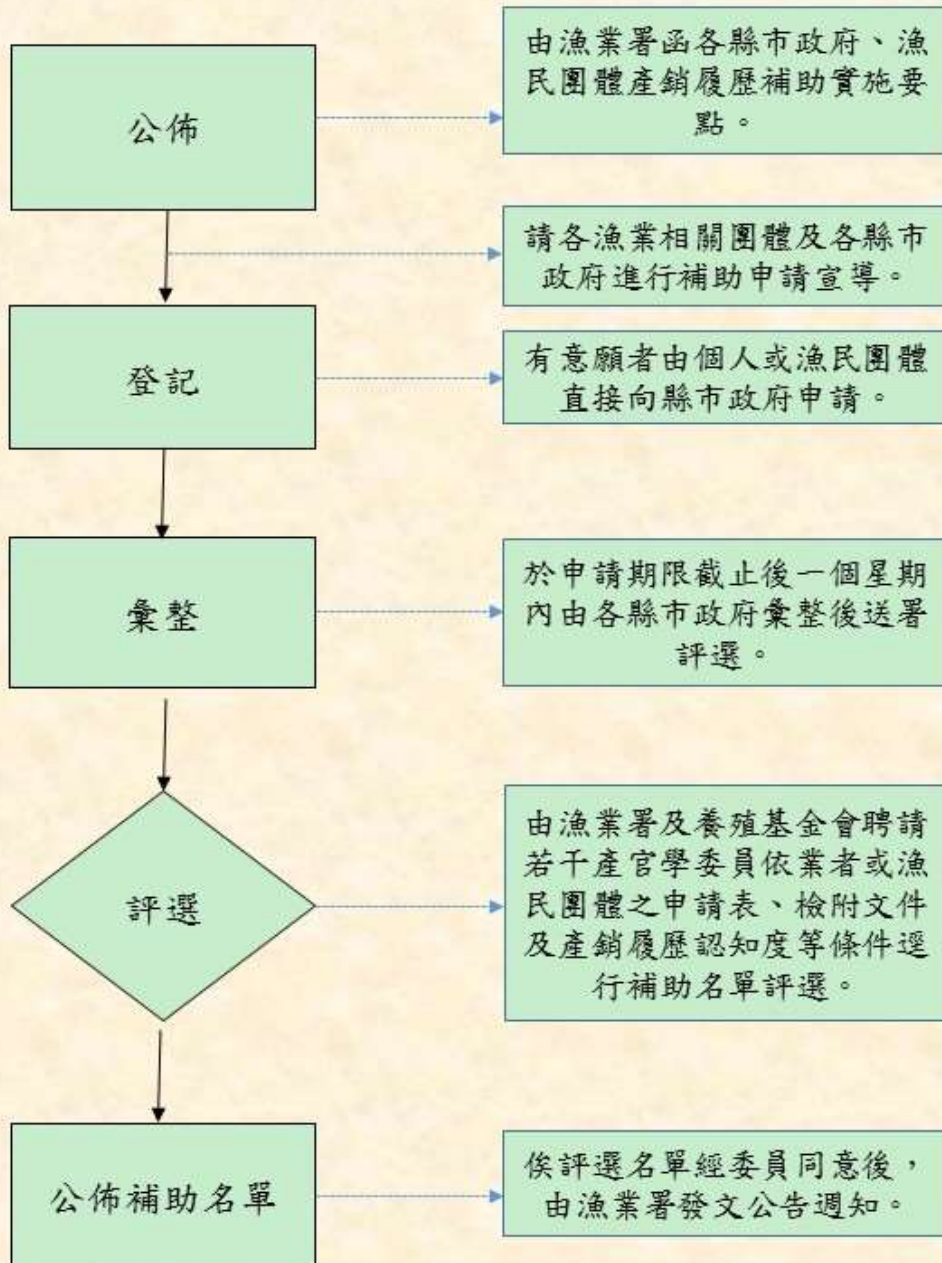 公佈
由漁業署函各縣市政府、漁
民團體產銷履歷補助實施要
點。
請各漁業相關團體及各縣市
政府進行補助申請宣導。
登記
有意願者由個人或漁民團體
直接向縣市政府申請。
彙整
於申請期限截止後一個星期
內由各縣市政府彙整後送署
評選。
評選
由漁業署及養殖基金會聘請
若干產官學委員依業者或漁
民團體之申請表、檢附文件
及產銷履歷認知度等條件逕
行補助名單評選。
公佈補助名單
俟評選名單經委員同意後，
由漁業署發文公告週知。